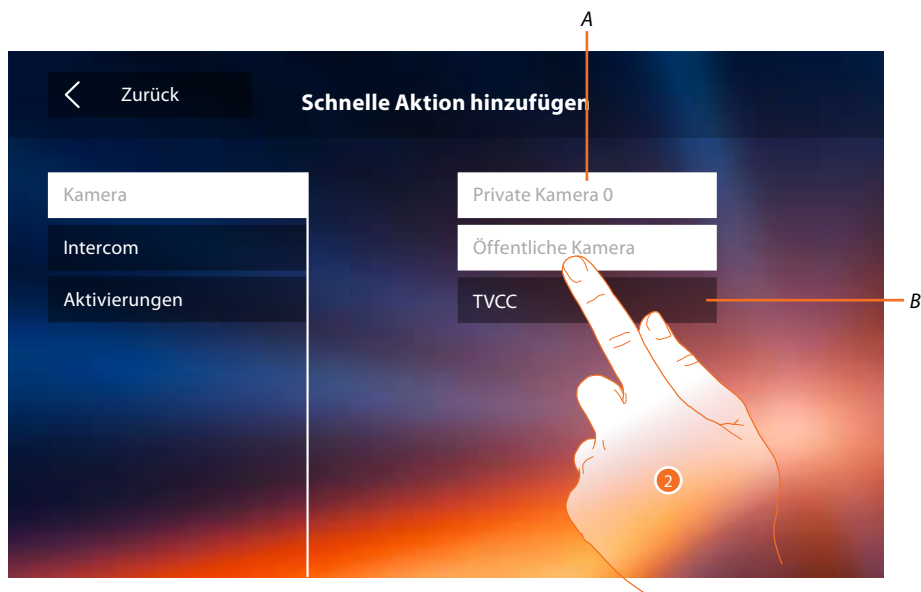 A
Zurück
Schnelle Aktion hinzufügen
Kamera
Private Kamera 0
Intercom
Öffentliche Kamera
Aktivierungen
TVCC
B
2